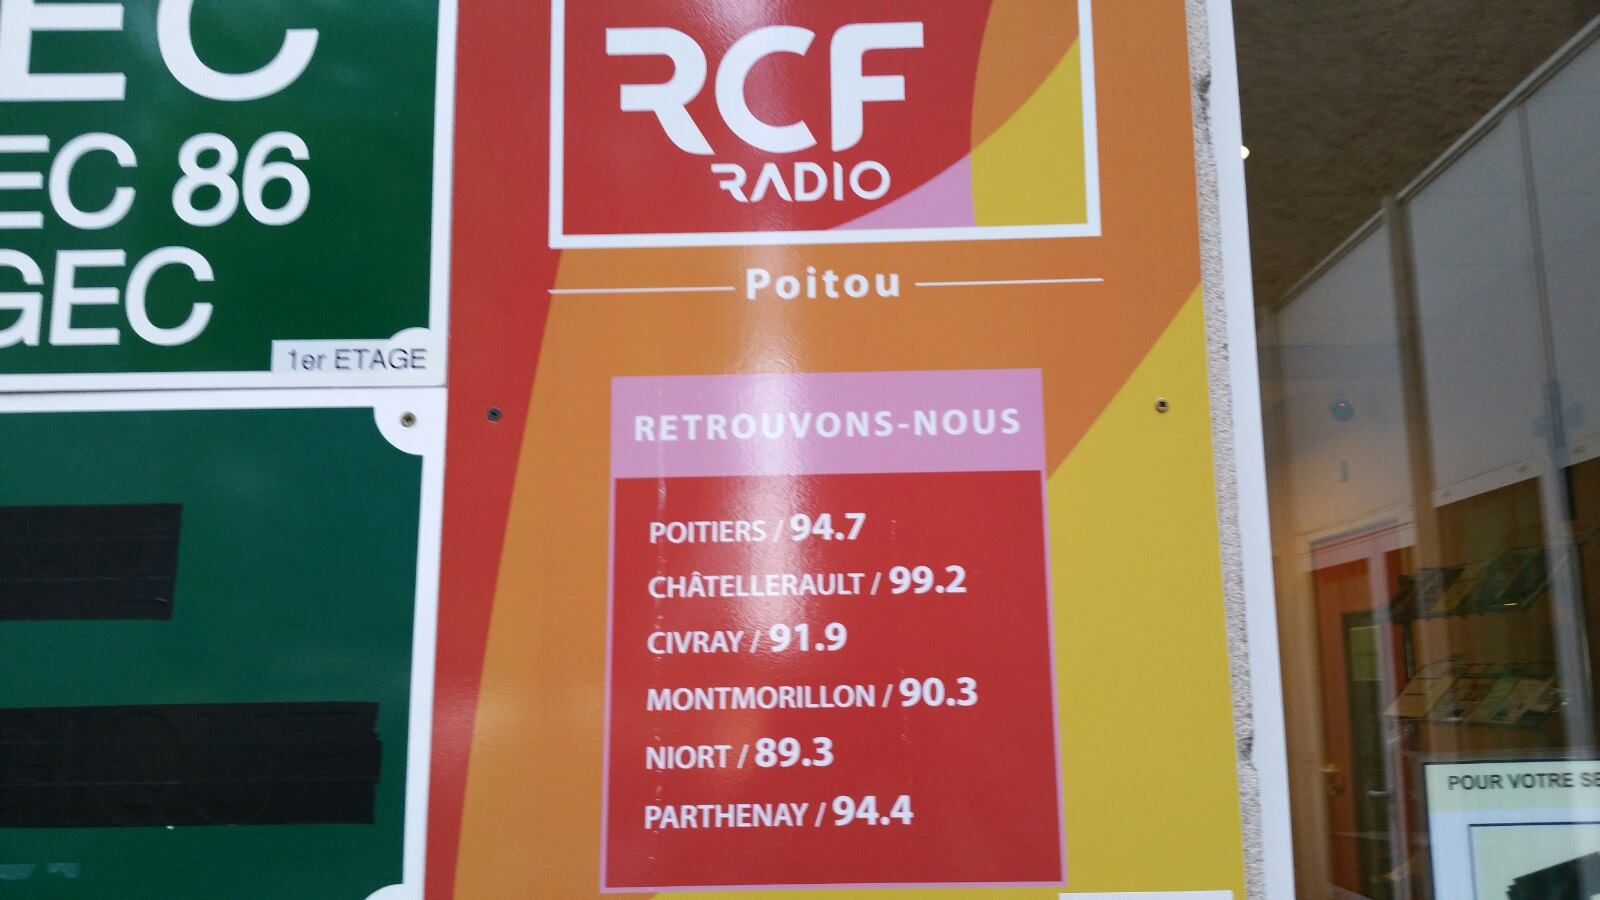 EC
EC 86
GEC
1er ETAGE
RCF
RADIO
Poitou
RETROUVONS-NOUS
POITIERS / 94.7
CHÂTELLERAULT / 99.2
CIVRAY / 91.9
MONTMORILLON / 90.3
NIORT / 89.3
PARTHENAY / 94.4
POUR VOTRE SE